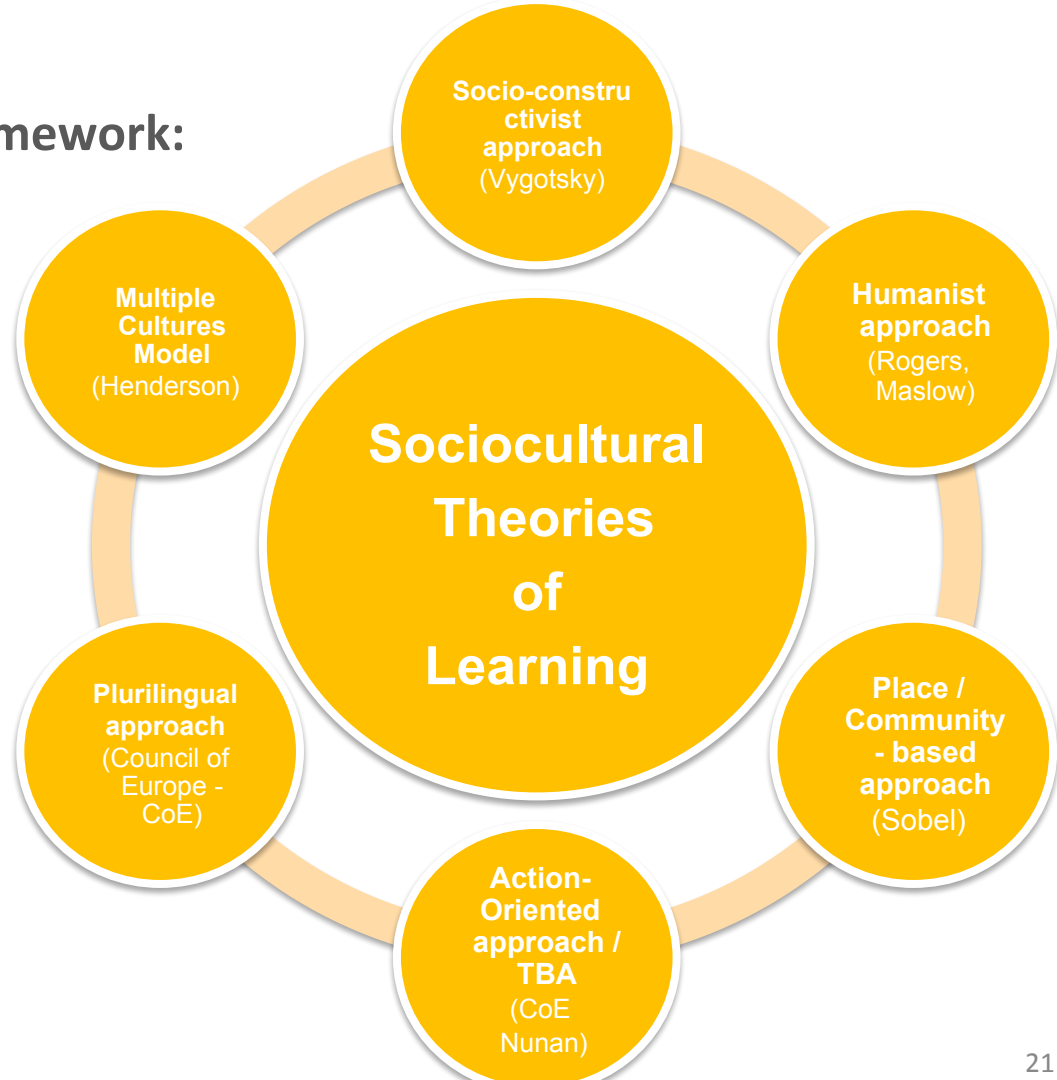 mework:
Socio-constru
ctivist
approach
(Vygotsky)
Humanist
approach
(Rogers,
Maslow)
Place /
Community
- based
approach
(Sobel)
Action-
Oriented
approach /
TBA
(CoE
Nunan)
Plurilingual
approach
(Council of
Europe -
CoE)
Multiple
Cultures
Model
(Henderson)
Sociocultural
Theories
of
Learning
21